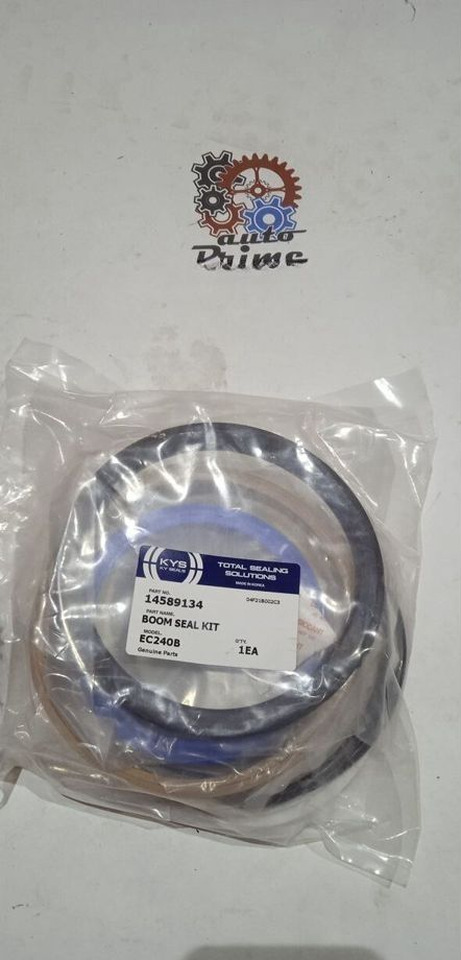 auto
Prime
KYS
KY SEALS
TOTAL SEALING
SOLUTIONS
MADE IN KOREA
PART NO.
14589134
04F21B002C3
PART NAME.
BOOM SEAL KIT
MODEL.
EC240B
Q'TY.
1EA
Genuine Parts